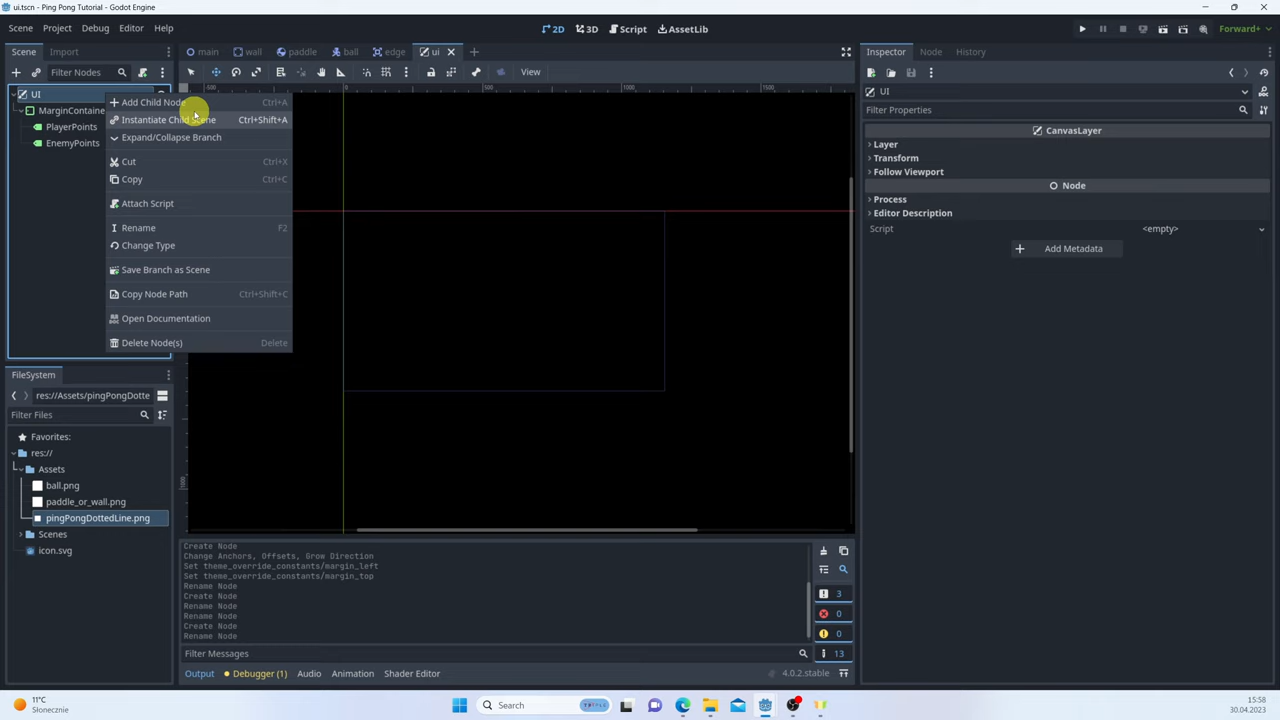 ui.tscn - Ping Pong Tutorial - Godot Engine
Scene Project Debug Editor Help
2D 3D Script AssetLib
Forward+
Scene Import
main wall paddle ball edge ui
Inspector Node History
Filter Nodes
View
UI
UI
MarginContaine
PlayerPoints
EnemyPoints
Add Child Node Ctrl+A
Instantiate Child Scene Ctrl+Shift+A
Expand/Collapse Branch
Cut Ctrl+X
Copy Ctrl+C
Attach Script
Rename F2
Change Type
Save Branch as Scene
Copy Node Path Ctrl+Shift+C
Open Documentation
Delete Node(s) Delete
Filter Properties
CanvasLayer
Layer
Transform
Follow Viewport
Node
Process
Editor Description
Script <empty>
Add Metadata
FileSystem
res://Assets/pingPongDotte
Filter Files
Favorites:
res://
Assets
ball.png
paddle_or_wall.png
pingPongDottedLine.png
Scenes
icon.svg
Create Node
Change Anchors, Offsets, Grow Direction
Set theme_override_constants/margin_left
Set theme_override_constants/margin_top
Rename Node
Create Node
Rename Node
Rename Node
Create Node
Rename Node
3
0
0
13
Filter Messages
Output Debugger (1) Audio Animation Shader Editor
4.0.2.stable
11°C
Słonecznie
Search
15:58
30.04.2023